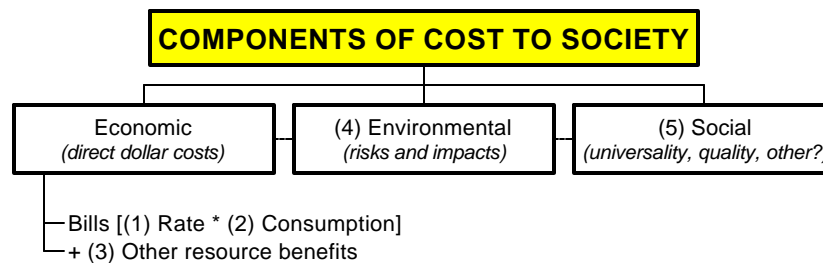 COMPONENTS OF COST TO SOCIETY
Economic
(direct dollar costs)
(4) Environmental
(risks and impacts)
(5) Social
(universality, quality, other?)
Bills [(1) Rate * (2) Consumption]
+ (3) Other resource benefits